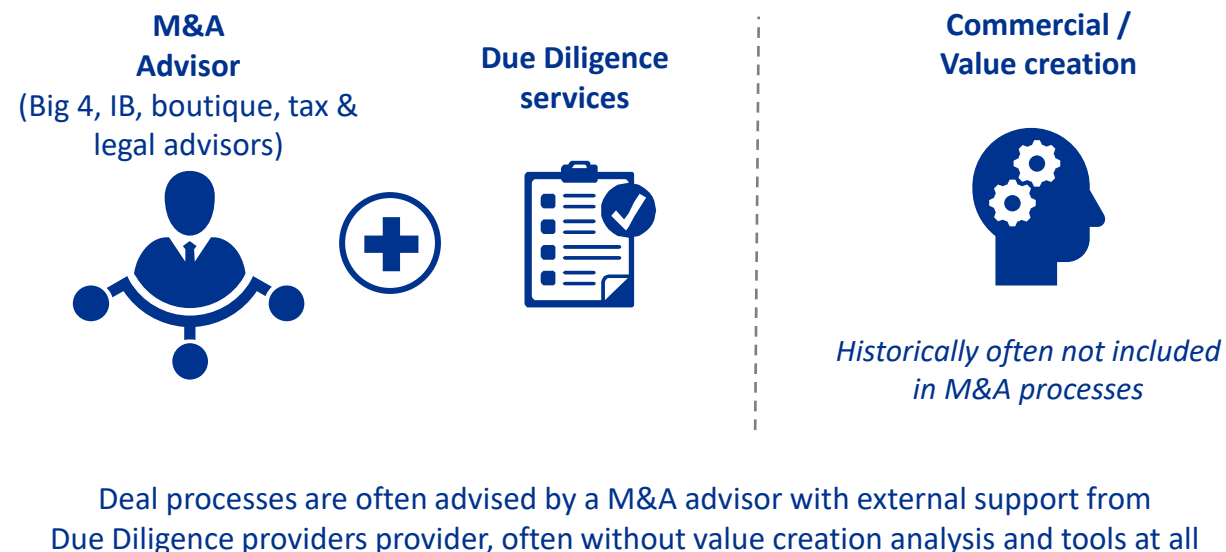 M&A
Advisor
(Big 4, IB, boutique, tax &
legal advisors)
Due Diligence
services
Commercial /
Value creation
Historically often not included
in M&A processes
Deal processes are often advised by a M&A advisor with external support from
Due Diligence providers provider, often without value creation analysis and tools at all